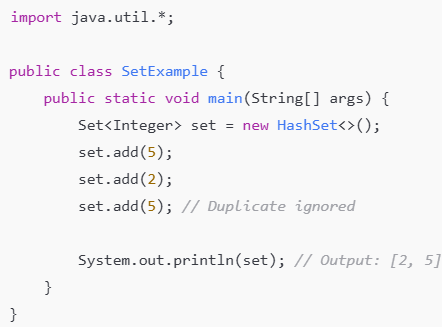 import java.util.*;
public class SetExample {
public static void main(String[] args) {
Set<Integer> set = new HashSet<>();
set.add(5);
set.add(2);
set.add(5); // Duplicate ignored
System.out.println(set); // Output: [2, 5]
}
}